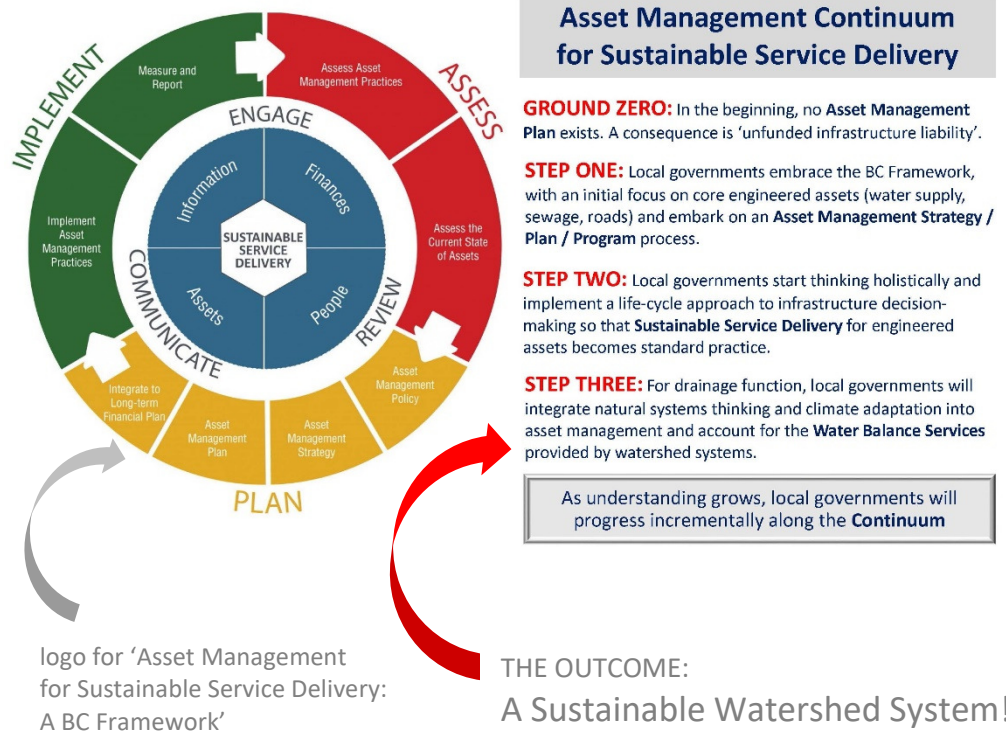 IMPLEMENT
Measure and
Report
Assess Asset
Management Practices
ASSESS
ENGAGE
Information
Finances
Implement
Asset
Management
Practices
SUSTAINABLE
SERVICE
DELIVERY
Assess the
Current State
of Assets
COMMUNICATE
Assets
People
REVIEW
Integrate to
Long-term
Financial Plan
Asset
Management
Plan
Asset
Management
Strategy
Asset
Management
Policy
PLAN
logo for ‘Asset Management
for Sustainable Service Delivery:
A BC Framework’
Asset Management Continuum
for Sustainable Service Delivery
GROUND ZERO: In the beginning, no Asset Management
Plan exists. A consequence is ‘unfunded infrastructure liability’.
STEP ONE: Local governments embrace the BC Framework,
with an initial focus on core engineered assets (water supply,
sewage, roads) and embark on an Asset Management Strategy /
Plan / Program process.
STEP TWO: Local governments start thinking holistically and
implement a life-cycle approach to infrastructure decision-
making so that Sustainable Service Delivery for engineered
assets becomes standard practice.
STEP THREE: For drainage function, local governments will
integrate natural systems thinking and climate adaptation into
asset management and account for the Water Balance Services
provided by watershed systems.
As understanding grows, local governments will
progress incrementally along the Continuum
THE OUTCOME:
A Sustainable Watershed System!